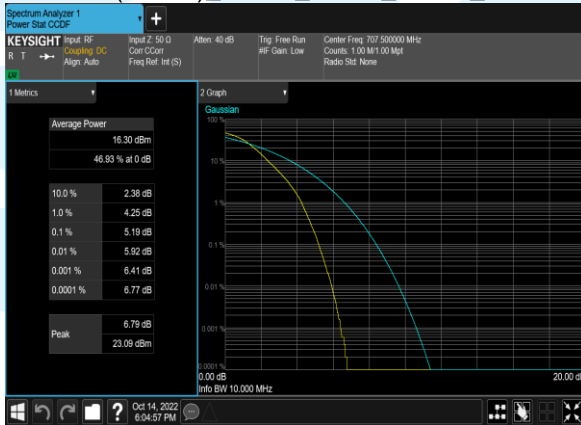 Spectrum Analyzer 1
Power Stat CCDF
KEYSIGHT
R T
Input: RF
Coupling: DC
Align: Auto
Input Z: 50 Ω
Corr CCorr
Freq Ref: Int (S)
Atten: 40 dB
Trig: Free Run
#IF Gain: Low
Center Freq: 707.500000 MHz
Counts: 1.00 M/1.00 Mpt
Radio Std: None
1 Metrics
Average Power
16.30 dBm
46.93 % at 0 dB
10.0 % 2.38 dB
1.0 % 4.25 dB
0.1 % 5.19 dB
0.01 % 5.92 dB
0.001 % 6.41 dB
0.0001 % 6.77 dB
Peak
6.79 dB
23.09 dBm
2 Graph
Gaussian
100 %
10 %
1 %
0.1 %
0.01 %
0.001 %
0.0001 %
0.00 dB
20.00 d
Info BW 10.000 MHz
?
Oct 14, 2022
6:04:57 PM